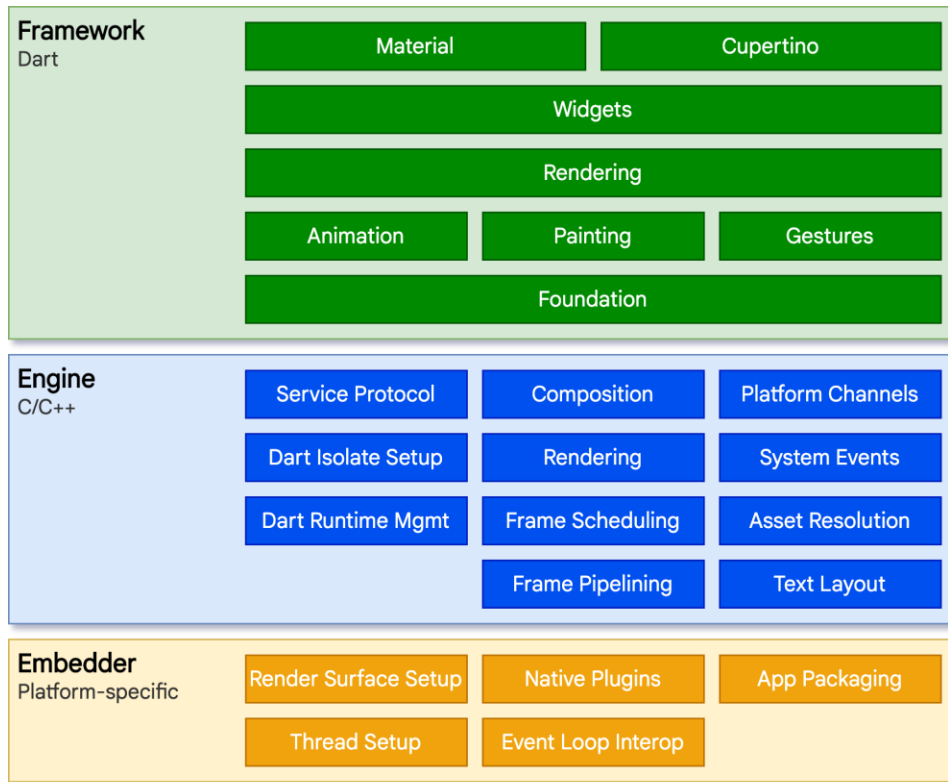 Framework
Dart
Material
Cupertino
Widgets
Rendering
Animation
Painting
Gestures
Foundation
Engine
C/C++
Service Protocol
Composition
Platform Channels
Dart Isolate Setup
Rendering
System Events
Dart Runtime Mgmt
Frame Scheduling
Asset Resolution
Frame Pipelining
Text Layout
Embedder
Platform-specific
Render Surface Setup
Native Plugins
App Packaging
Thread Setup
Event Loop Interop